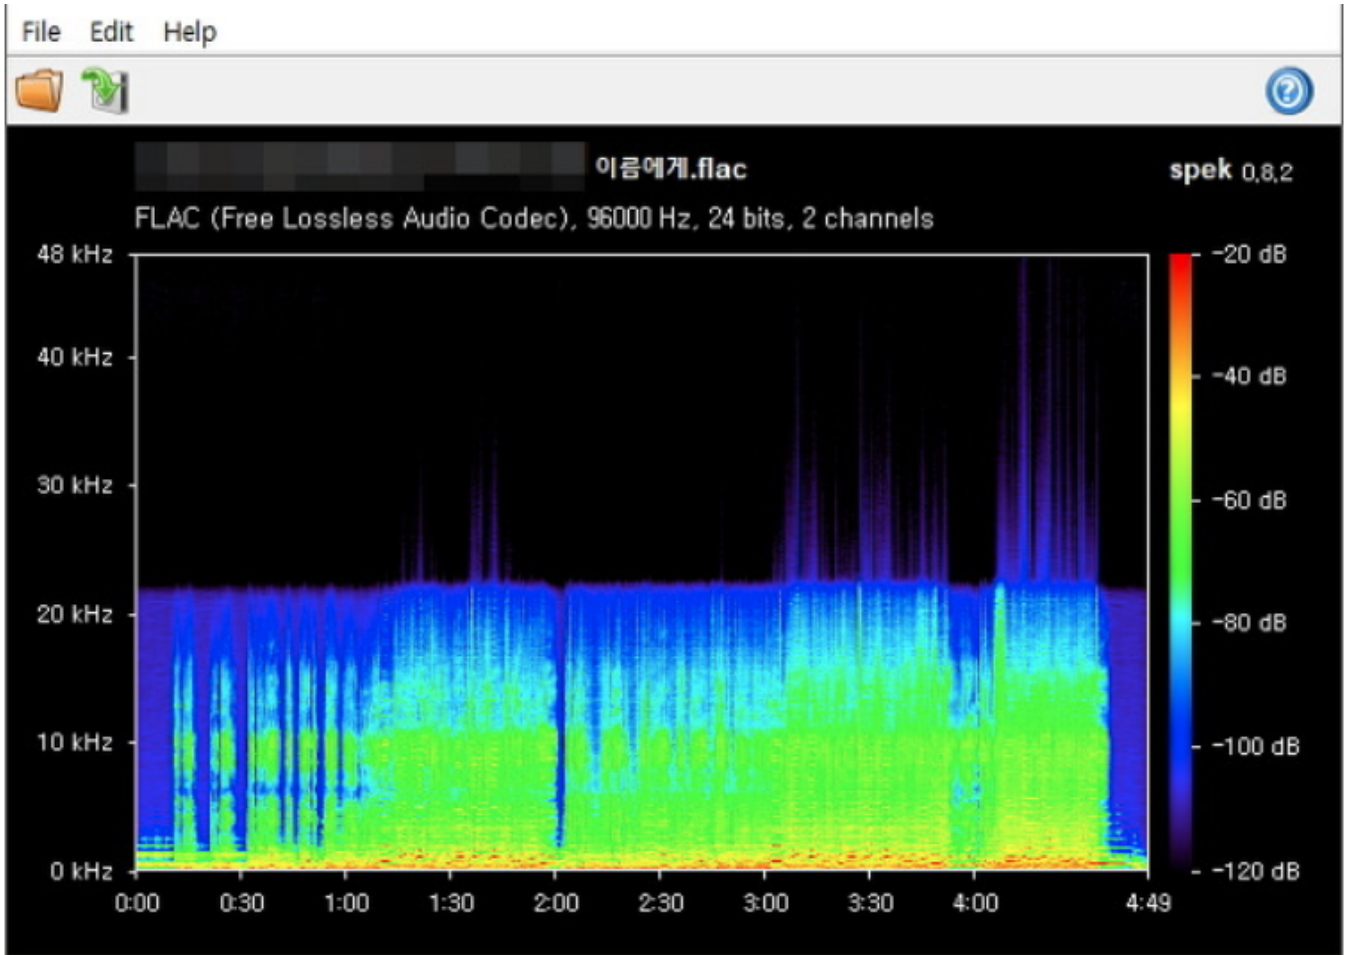 File Edit Help
이름에게.flac
spek 0.8.2
FLAC (Free Lossless Audio Codec), 96000 Hz, 24 bits, 2 channels
48 kHz
40 kHz
30 kHz
20 kHz
10 kHz
0 kHz
-20 dB
-40 dB
-60 dB
-80 dB
-100 dB
-120 dB
0:00 0:30 1:00 1:30 2:00 2:30 3:00 3:30 4:00 4:49